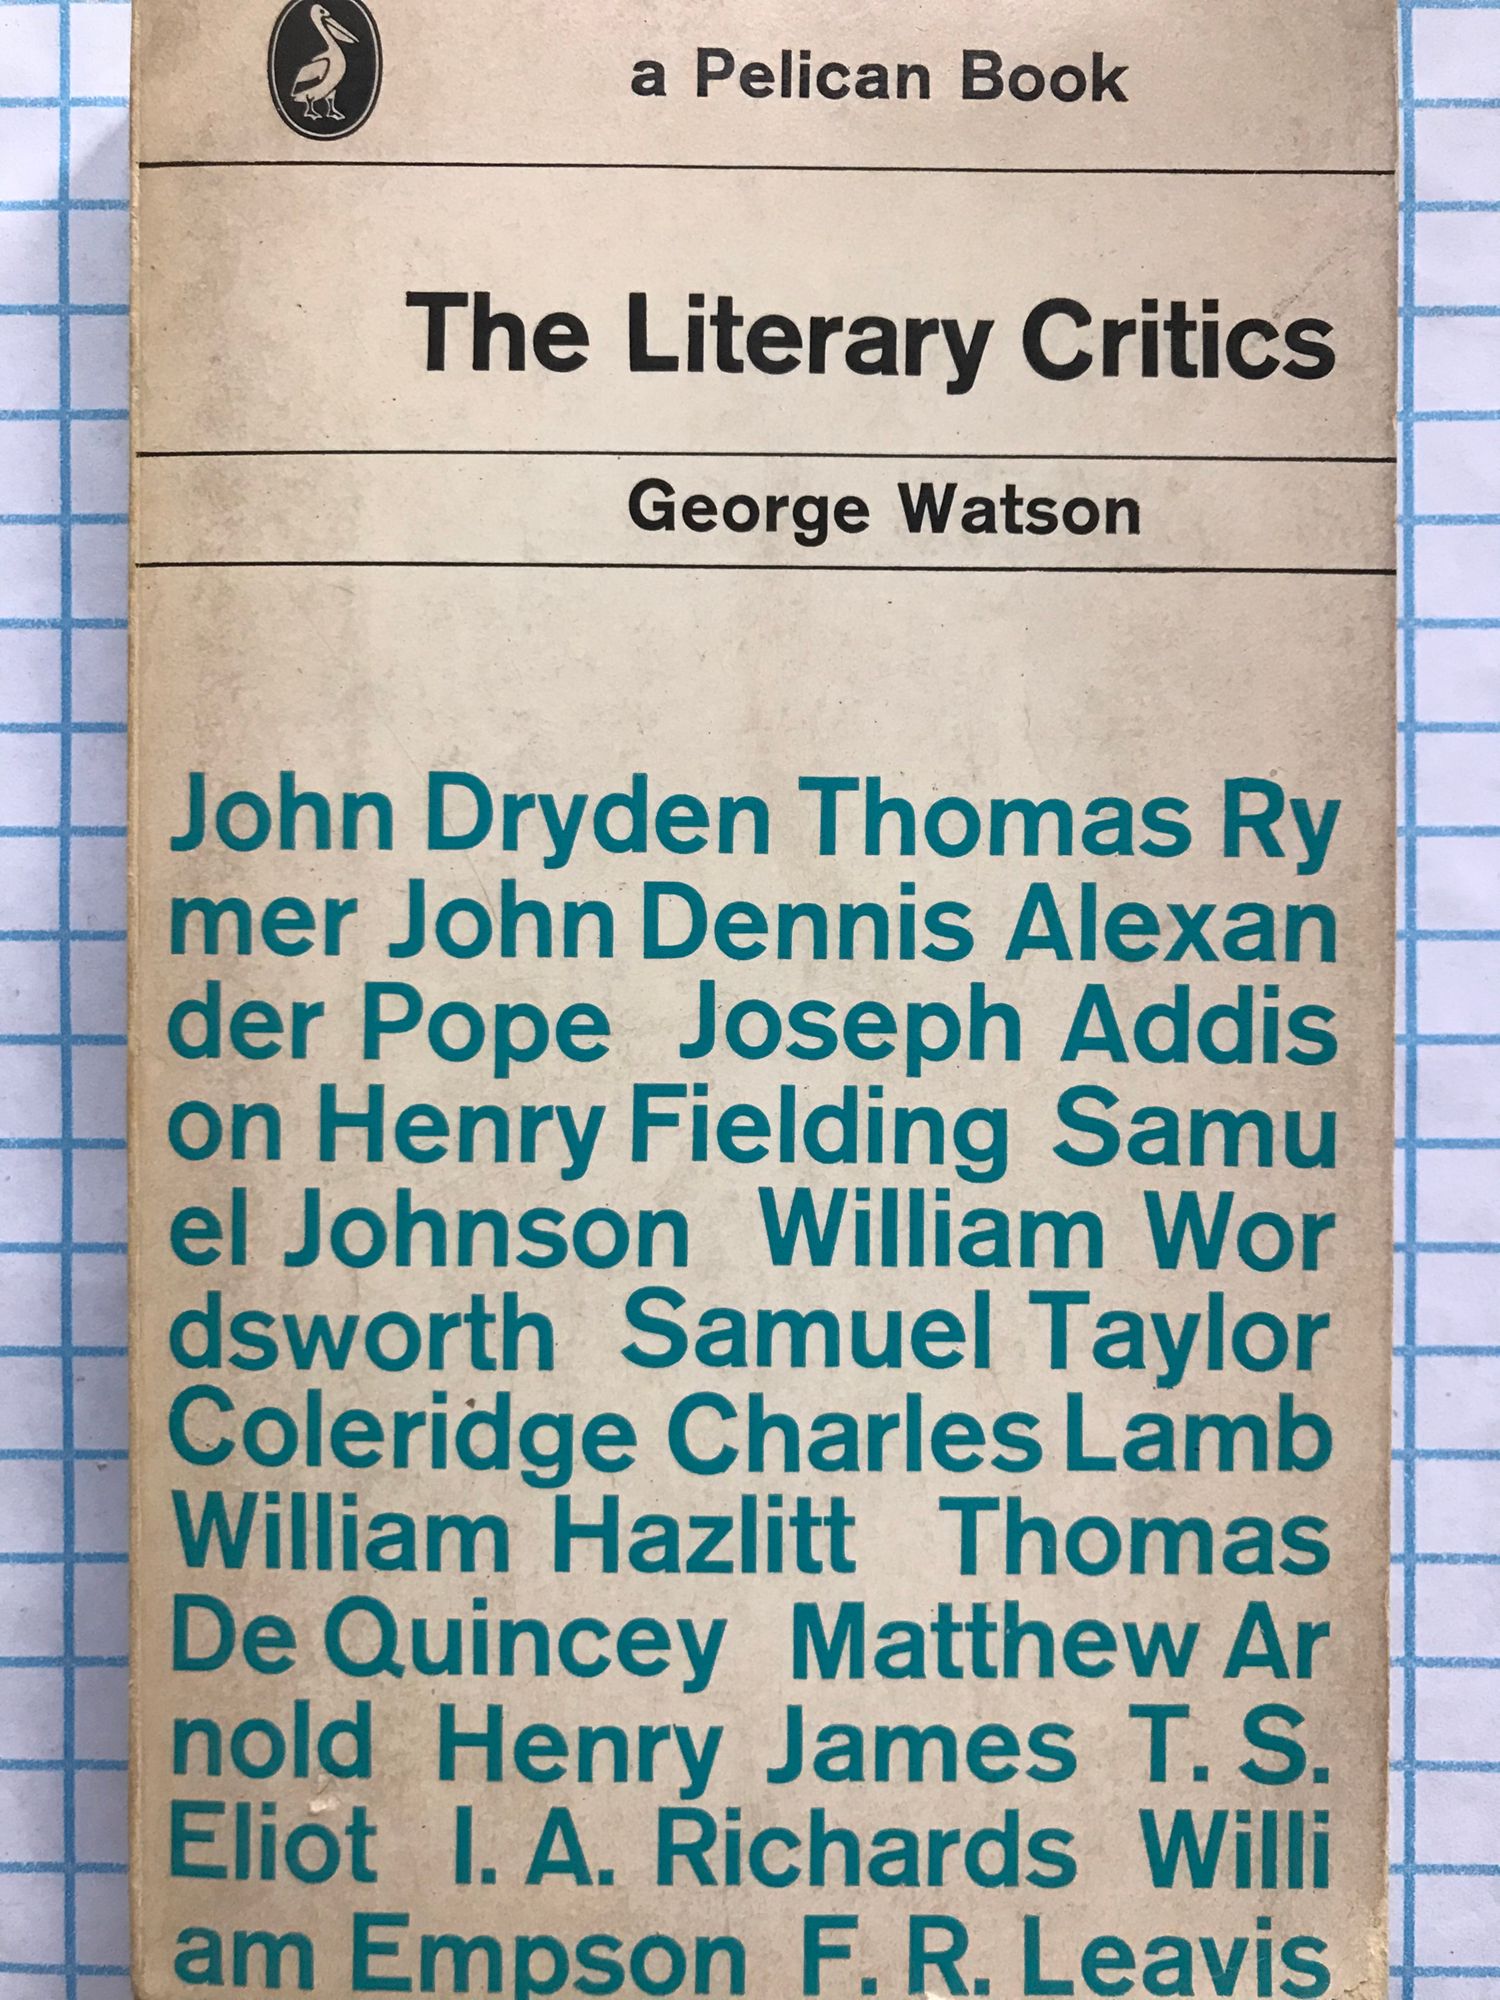 a Pelican Book
The Literary Critics
George Watson
John Dryden Thomas Ry
mer John Dennis Alexan
der Pope Joseph Addis
on Henry Fielding Samu
el Johnson William Wor
dsworth Samuel Taylor
Coleridge Charles Lamb
William Hazlitt Thomas
De Quincey Matthew Ar
nold Henry James T. S.
Eliot I. A. Richards Willi
am Empson F. R. Leavis